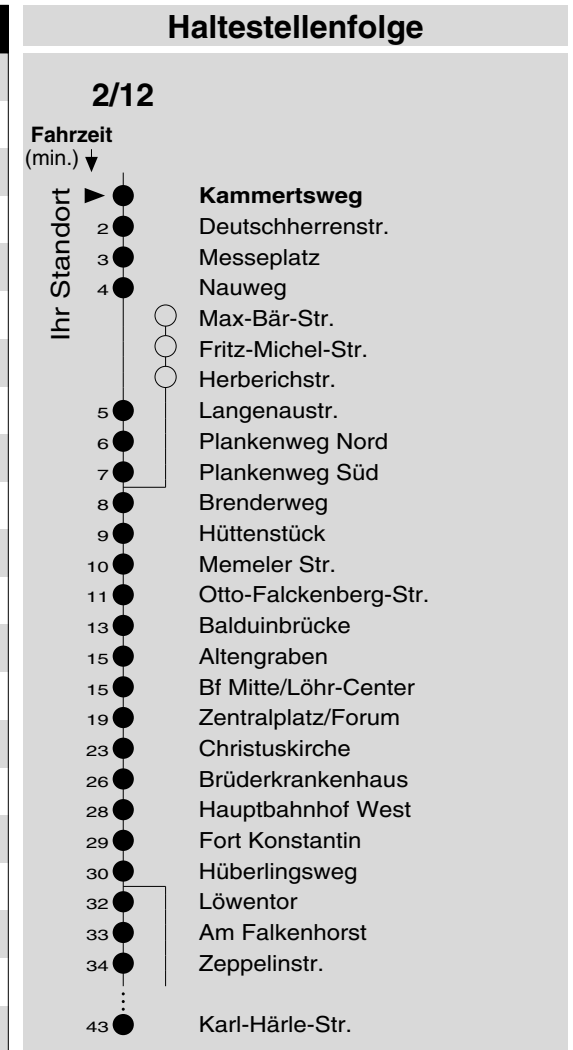 Haltestellenfolge
2/12
Fahrzeit
(min.)
Ihr Standort
Kammertsweg
2 Deutschherrenstr.
3 Messeplatz
4 Nauweg
Max-Bär-Str.
Fritz-Michel-Str.
Herberichstr.
5 Langenaustr.
6 Plankenweg Nord
7 Plankenweg Süd
8 Brenderweg
9 Hüttenstück
10 Memeler Str.
11 Otto-Falckenberg-Str.
13 Balduinbrücke
15 Altengraben
15 Bf Mitte/Löhr-Center
19 Zentralplatz/Forum
23 Christuskirche
26 Brüderkrankenhaus
28 Hauptbahnhof West
29 Fort Konstantin
30 Hüberlingsweg
32 Löwentor
33 Am Falkenhorst
34 Zeppelinstr.
43 Karl-Härle-Str.